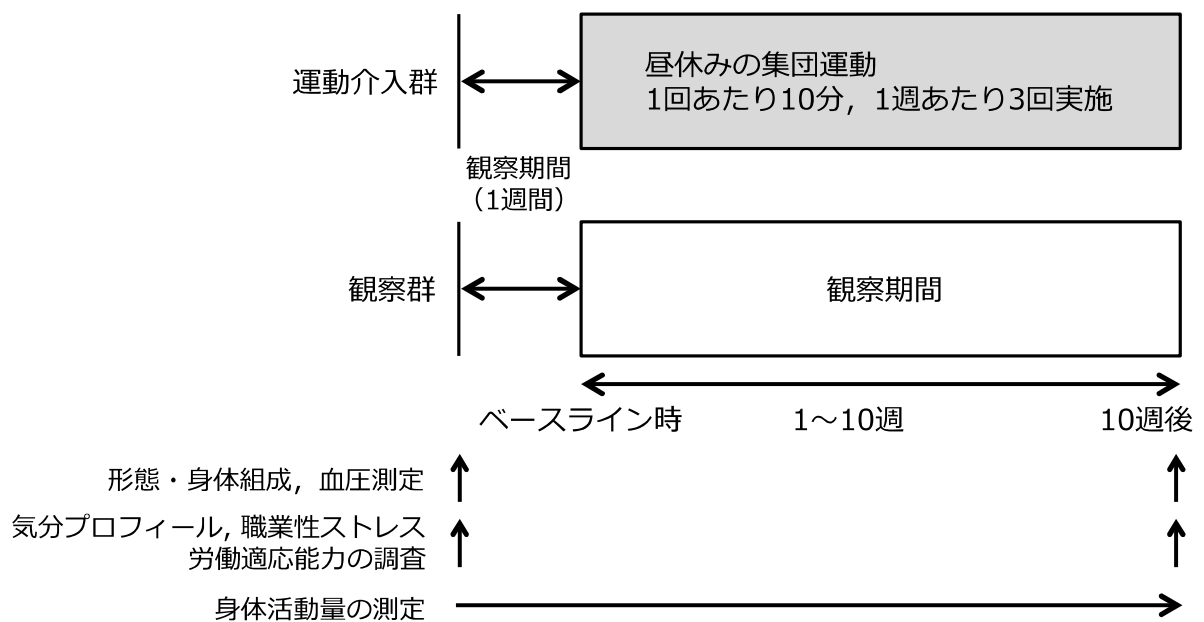 運動介入群
昼休みの集団運動
1回あたり10分，1週あたり3回実施
観察期間
（1週間）
観察群
観察期間
ベースライン時
1～10週
10週後
形態・身体組成，血圧測定
気分プロフィール, 職業性ストレス
労働適応能力の調査
身体活動量の測定